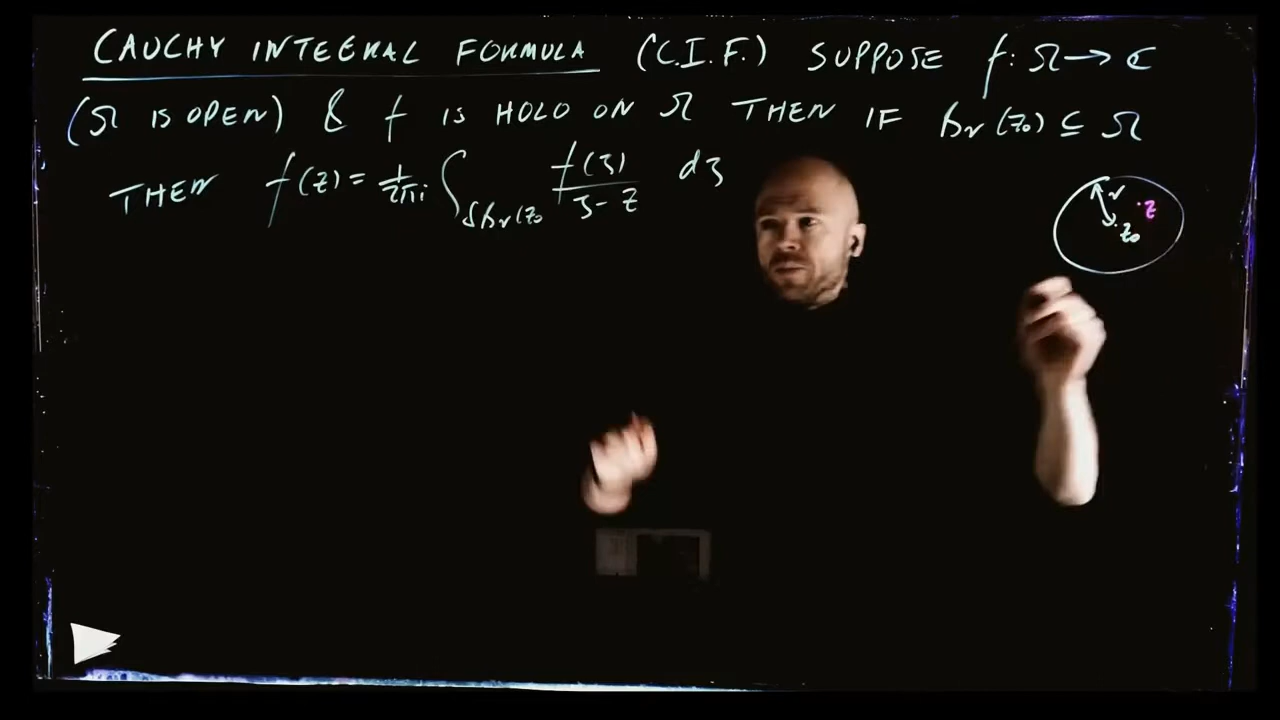 CAUCHY INTEGRAL FORMULA (C.I.F.) SUPPOSE f: Ω → ℂ
(Ω IS OPEN) & f IS HOLO ON Ω THEN IF Br(z₀) ⊆ Ω
THEN f(z) = 1/2πi ∫_{∂Br(z₀} f(ζ)/ζ - z dζ
r
z
z₀